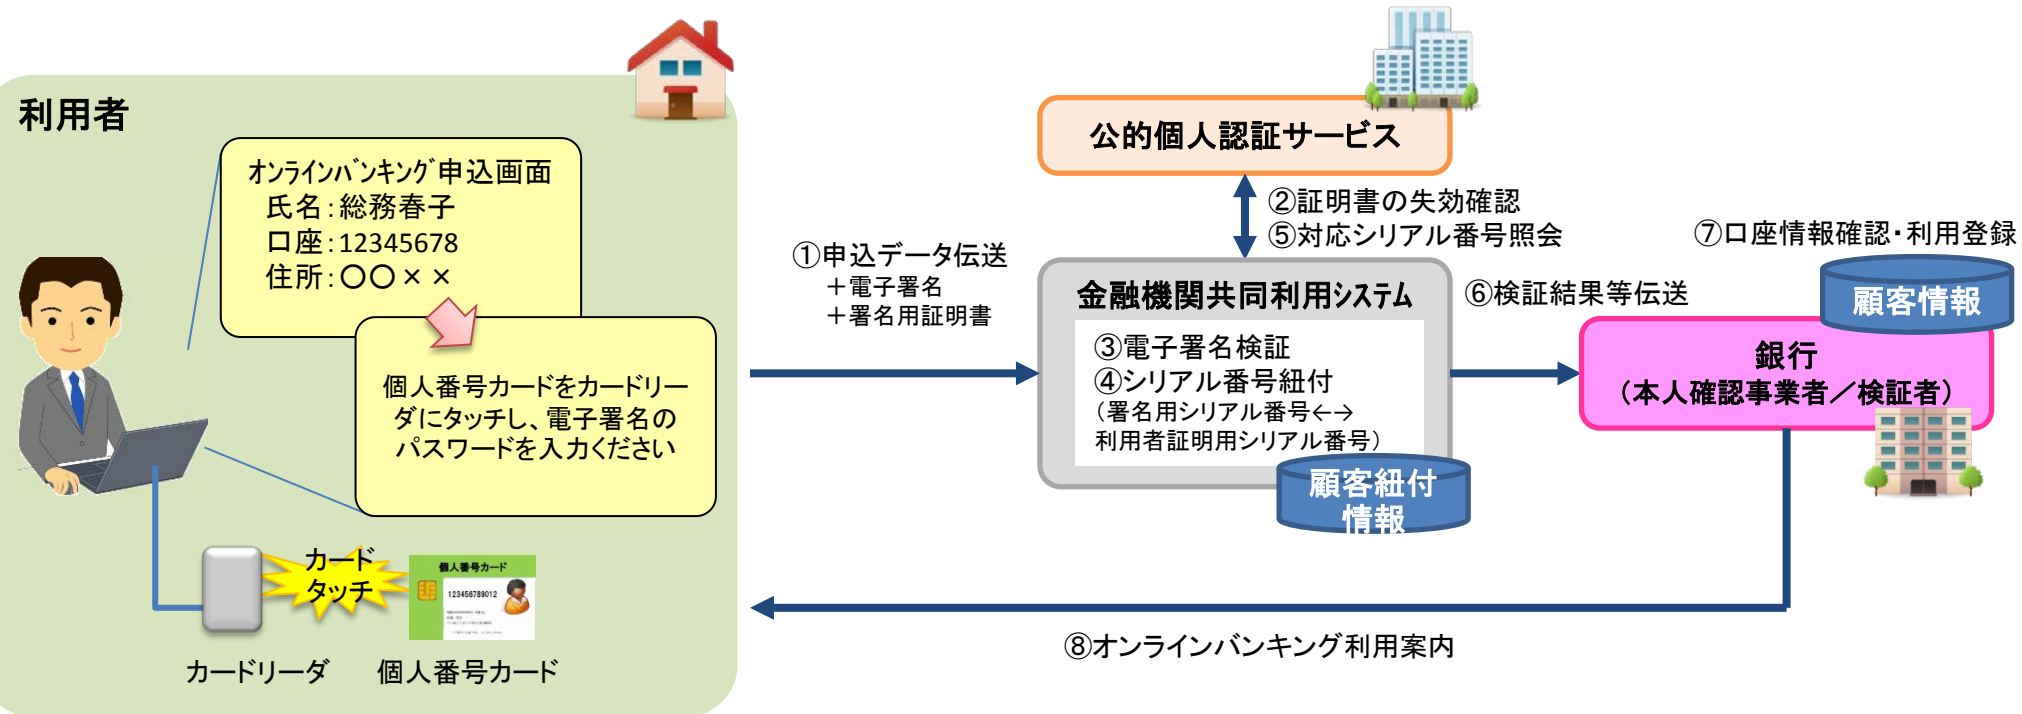 利用者
オンラインバンキング申込画面
氏名:総務春子
口座:12345678
住所:〇〇××
個人番号カードをカードリー
ダにタッチし、電子署名の
パスワードを入力ください
カード
タッチ
個人番号カード
123456789012
カードリーダ
個人番号カード
①申込データ伝送
+電子署名
+署名用証明書
公的個人認証サービス
②証明書の失効確認
⑤対応シリアル番号照会
金融機関共同利用システム
③電子署名検証
④シリアル番号紐付
(署名用シリアル番号←→
利用者証明用シリアル番号)
顧客紐付
情報
⑥検証結果等伝送
⑦口座情報確認・利用登録
顧客情報
銀行
(本人確認事業者/検証者)
⑧オンラインバンキング利用案内